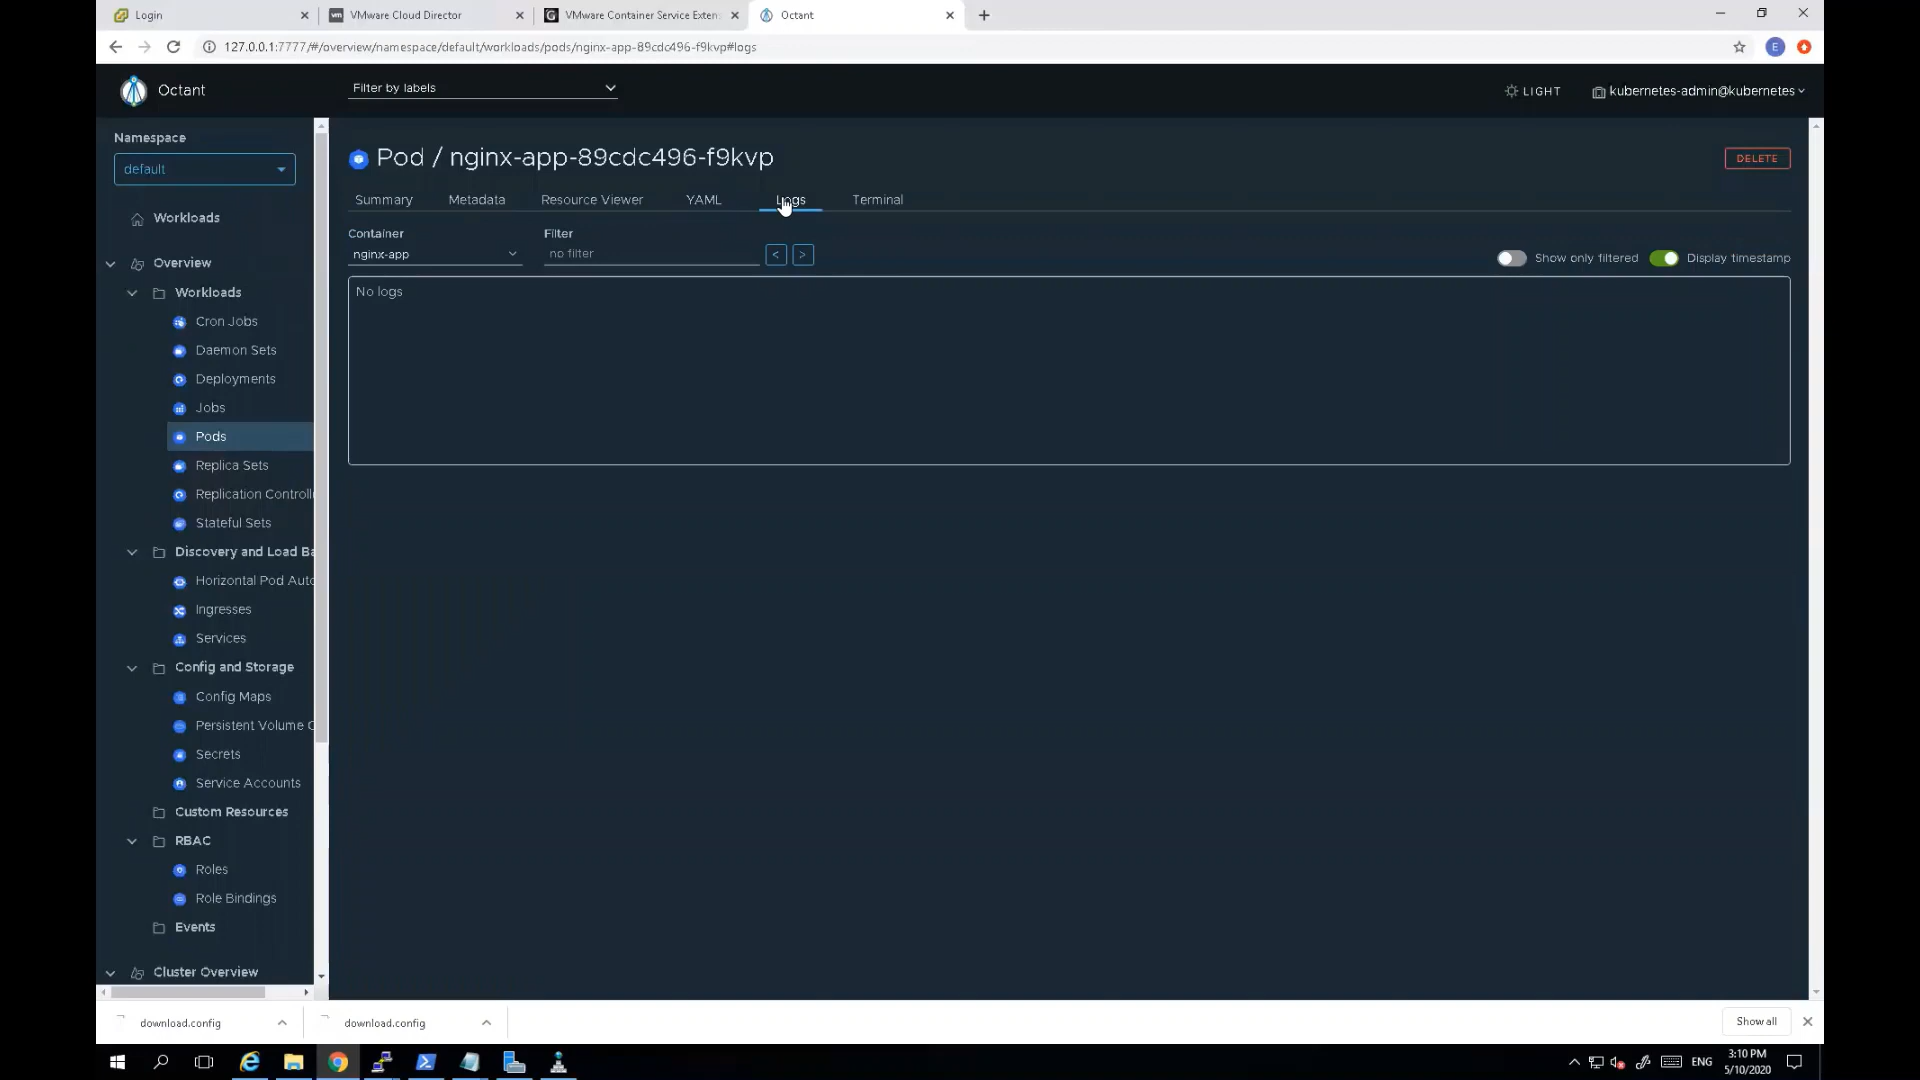 Login
VMware Cloud Director
VMware Container Service Exten
Octant
127.0.0.1:7777/#/overview/namespace/default/workloads/pods/nginx-app-89cdc496-f9kvp#logs
E
Octant
Filter by labels
LIGHT
kubernetes-admin@kubernetes
Namespace
default
Workloads
Overview
Workloads
Cron Jobs
Daemon Sets
Deployments
Jobs
Pods
Replica Sets
Replication Controll
Stateful Sets
Discovery and Load Ba
Horizontal Pod Auto
Ingresses
Services
Config and Storage
Config Maps
Persistent Volume C
Secrets
Service Accounts
Custom Resources
RBAC
Roles
Role Bindings
Events
Cluster Overview
Pod / nginx-app-89cdc496-f9kvp
DELETE
Summary
Metadata
Resource Viewer
YAML
Logs
Terminal
Container
nginx-app
Filter
no filter
< >
Show only filtered
Display timestamp
No logs
download.config
download.config
Show all
ENG
3:10 PM
5/10/2020